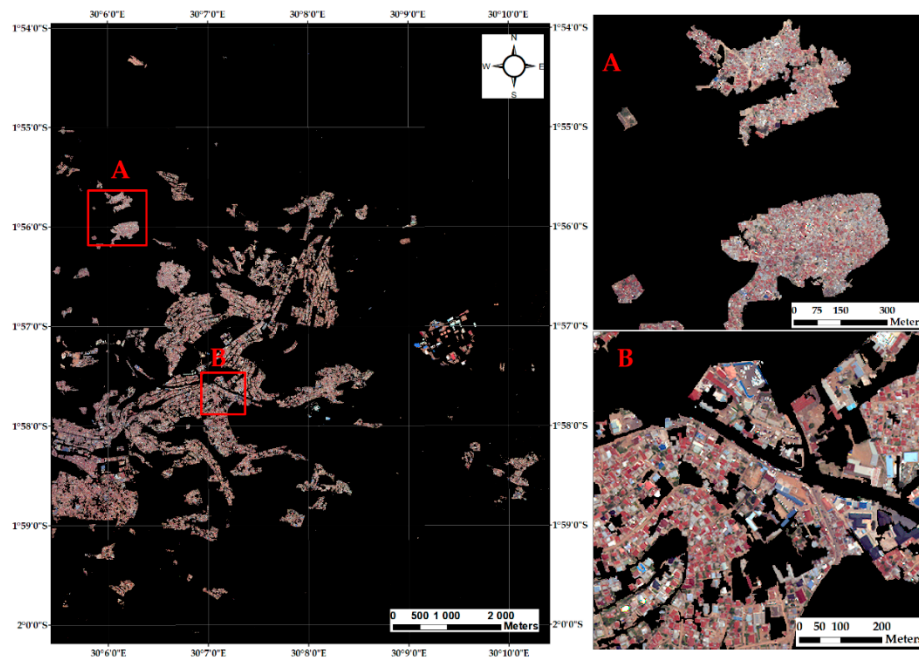 30°6'0"E 30°7'0"E 30°8'0"E 30°9'0"E 30°10'0"E
1°54'0"S 1°54'0"S
N
W E
S
1°55'0"S 1°55'0"S
A
1°56'0"S 1°56'0"S
1°57'0"S 1°57'0"S
B
1°58'0"S 1°58'0"S
1°59'0"S 1°59'0"S
0 500 1 000 2 000
Meters
2°0'0"S 2°0'0"S
30°6'0"E 30°7'0"E 30°8'0"E 30°9'0"E 30°10'0"E
A
0 75 150 300
Meters
B
0 50 100 200
Meters